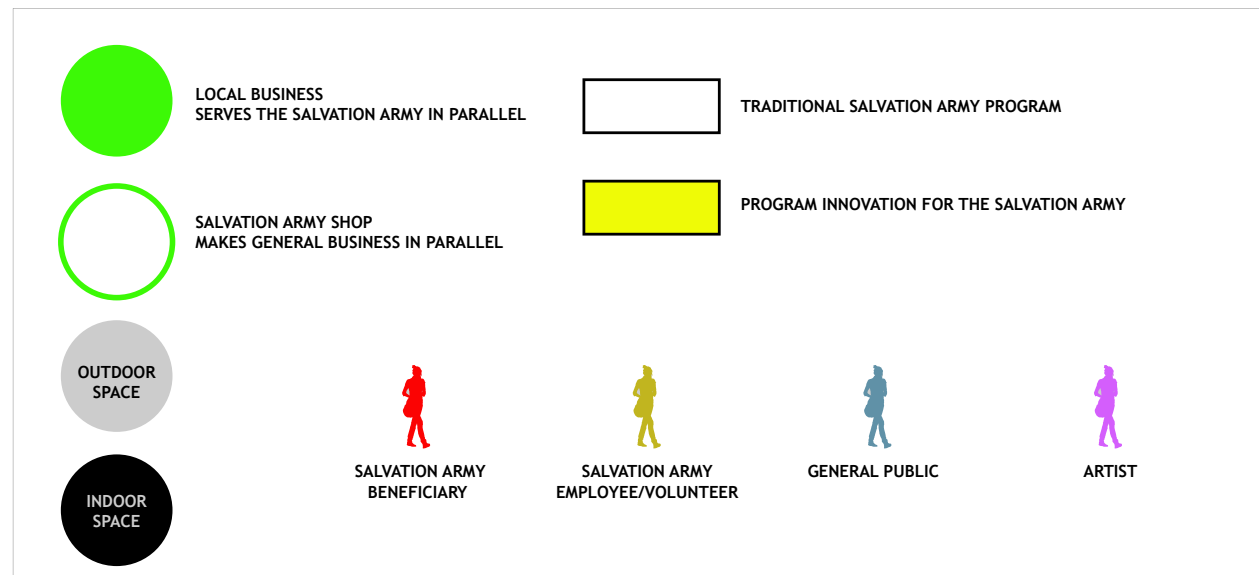 LOCAL BUSINESS
SERVES THE SALVATION ARMY IN PARALLEL
TRADITIONAL SALVATION ARMY PROGRAM
SALVATION ARMY SHOP
MAKES GENERAL BUSINESS IN PARALLEL
PROGRAM INNOVATION FOR THE SALVATION ARMY
OUTDOOR
SPACE
INDOOR
SPACE
SALVATION ARMY
BENEFICIARY
SALVATION ARMY
EMPLOYEE/VOLUNTEER
GENERAL PUBLIC
ARTIST